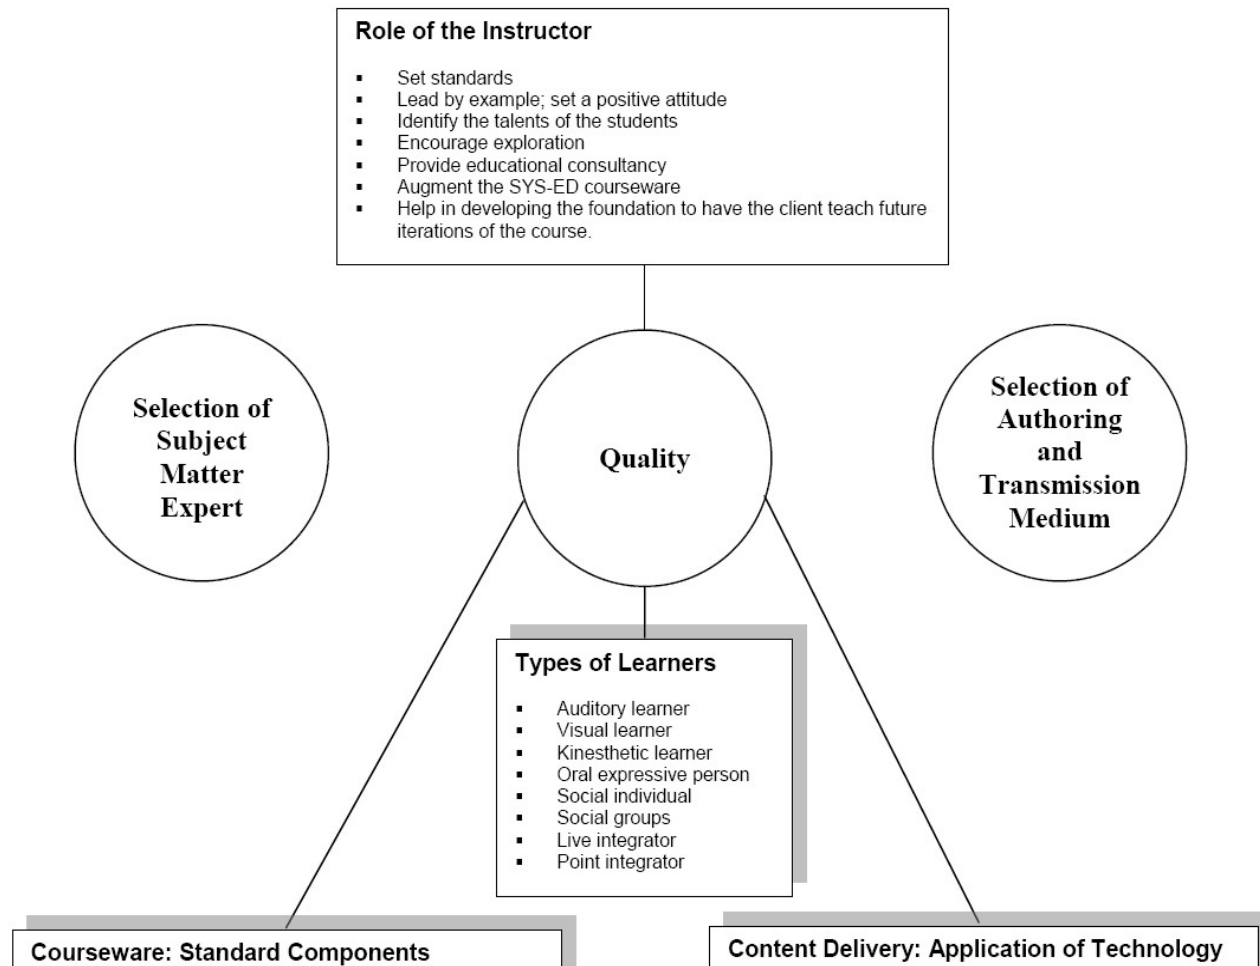 Role of the Instructor
▪ Set standards
▪ Lead by example; set a positive attitude
▪ Identify the talents of the students
▪ Encourage exploration
▪ Provide educational consultancy
▪ Augment the SYS-ED courseware
▪ Help in developing the foundation to have the client teach future
iterations of the course.
Selection of
Subject
Matter
Expert
Quality
Selection of
Authoring
and
Transmission
Medium
Types of Learners
▪ Auditory learner
▪ Visual learner
▪ Kinesthetic learner
▪ Oral expressive person
▪ Social individual
▪ Social groups
▪ Live integrator
▪ Point integrator
Courseware: Standard Components
Content Delivery: Application of Technology